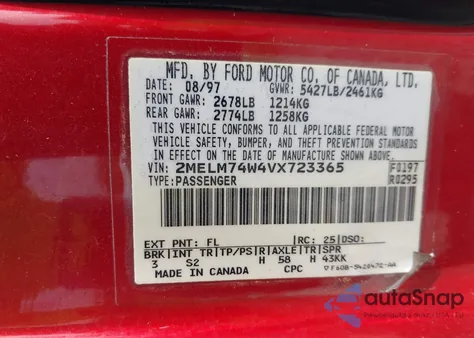 MFD. BY FORD MOTOR CO. OF CANADA, LTD.
DATE: 08/97 GVWR: 5427LB/2461KG
FRONT GAWR: 2678LB 1214KG
REAR GAWR: 2774LB 1258KG
THIS VEHICLE CONFORMS TO ALL APPLICABLE FEDERAL MOTOR
VEHICLE SAFETY, BUMPER, AND THEFT PREVENTION STANDARDS
IN EFFECT ON THE DATE OF MANUFACTURE SHOWN ABOVE.
VIN: 2MELM74W4VX723365 F0197
TYPE: PASSENGER R0295
EXT PNT: FL RC: 25 DSO:
BRK INT TR TP/PS R AXLE TR SPR
3 S2 H 58 H 43KK
MADE IN CANADA CPC
autoSnap